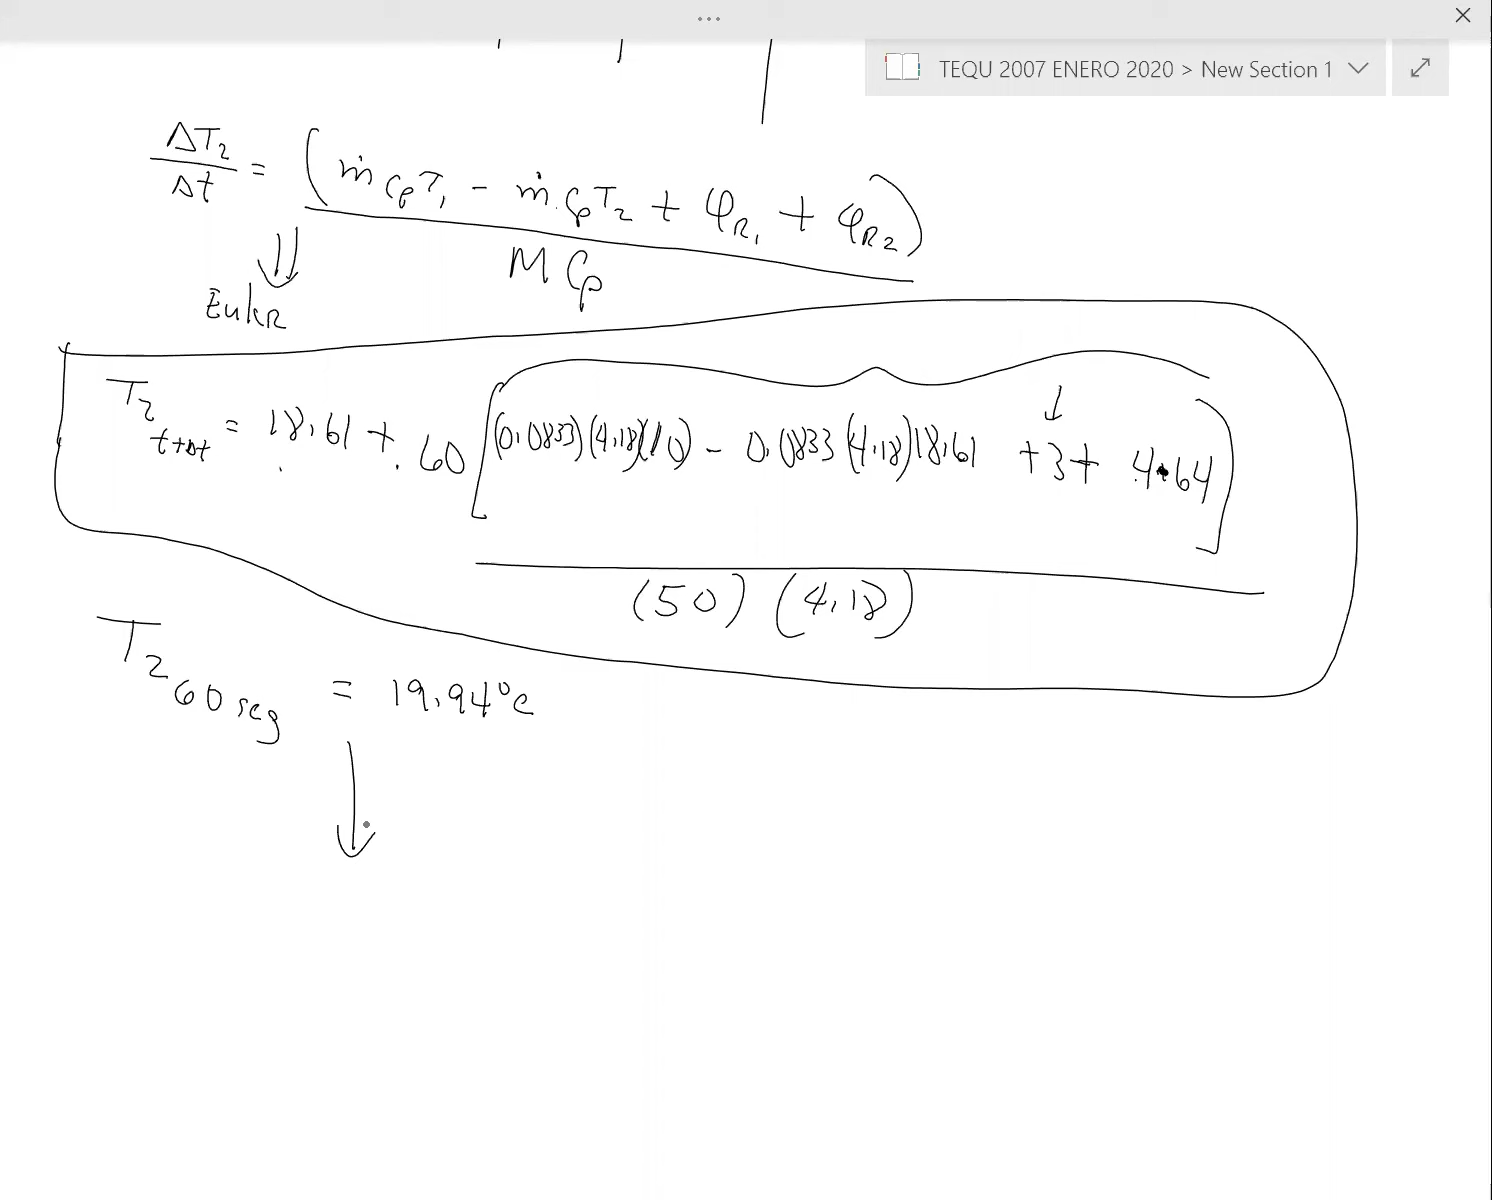 ...
TEQU 2007 ENERO 2020 > New Section 1
ΔT₂/Δt = (ṁ Cp T₁ - ṁ Cp T₂ + φR₁ + φR₂) / M Cp
⇓
EulER
T₂ t+Δt = 18.61 + 60 [(0.0833)(4.18)(10) - 0.0833 (4.18) 18.61 + 3 + 4.64] / (50) (4.18)
T₂ 60 seg = 19.94°C